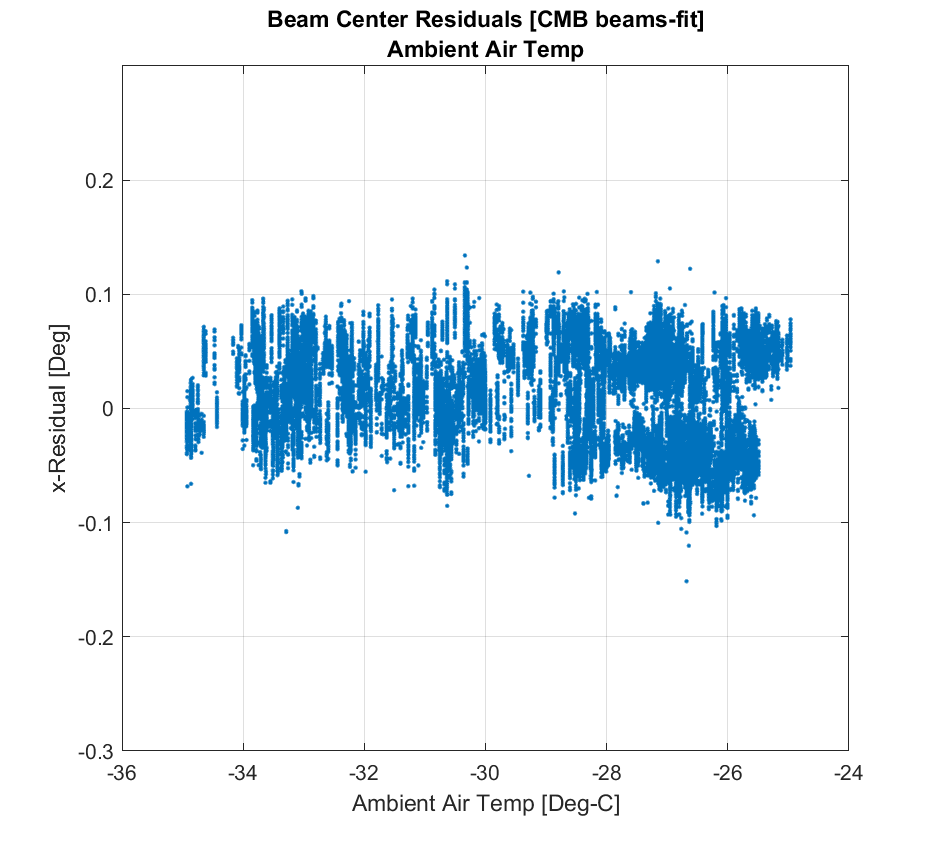 Beam Center Residuals [CMB beams-fit]
Ambient Air Temp
0.2
0.1
0
-0.1
-0.2
-0.3
x-Residual [Deg]
-36 -34 -32 -30 -28 -26 -24
Ambient Air Temp [Deg-C]